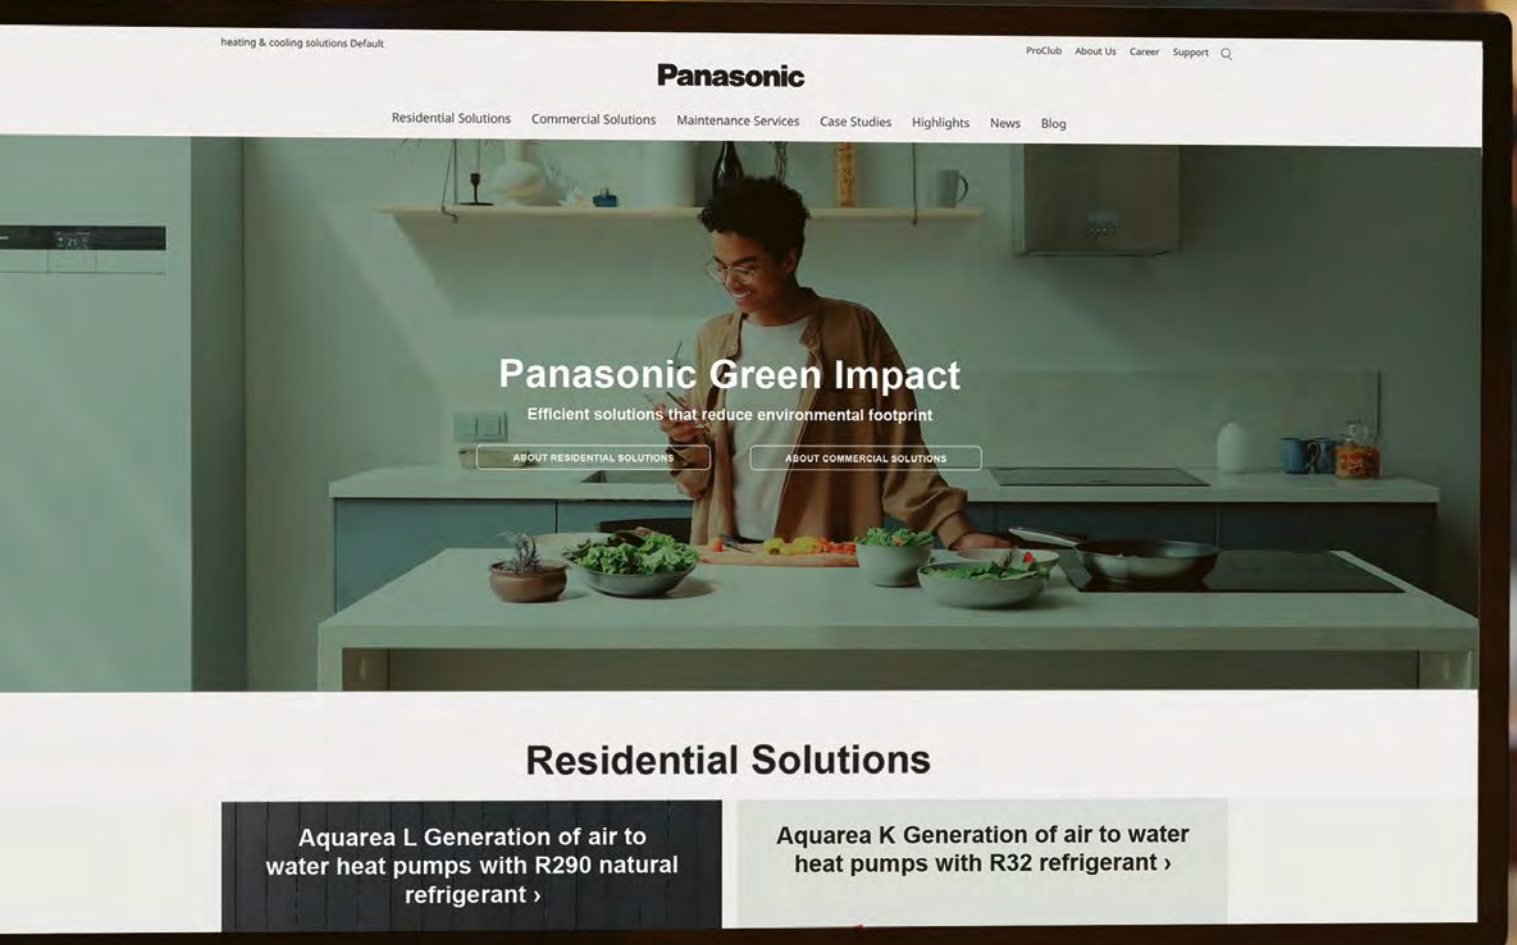 heating & cooling solutions Default
ProClub About Us Career Support
Panasonic
Residential Solutions Commercial Solutions Maintenance Services Case Studies Highlights News Blog
Panasonic Green Impact
Efficient solutions that reduce environmental footprint
ABOUT RESIDENTIAL SOLUTIONS ABOUT COMMERCIAL SOLUTIONS
Residential Solutions
Aquarea L Generation of air to
water heat pumps with R290 natural
refrigerant ›
Aquarea K Generation of air to water
heat pumps with R32 refrigerant ›